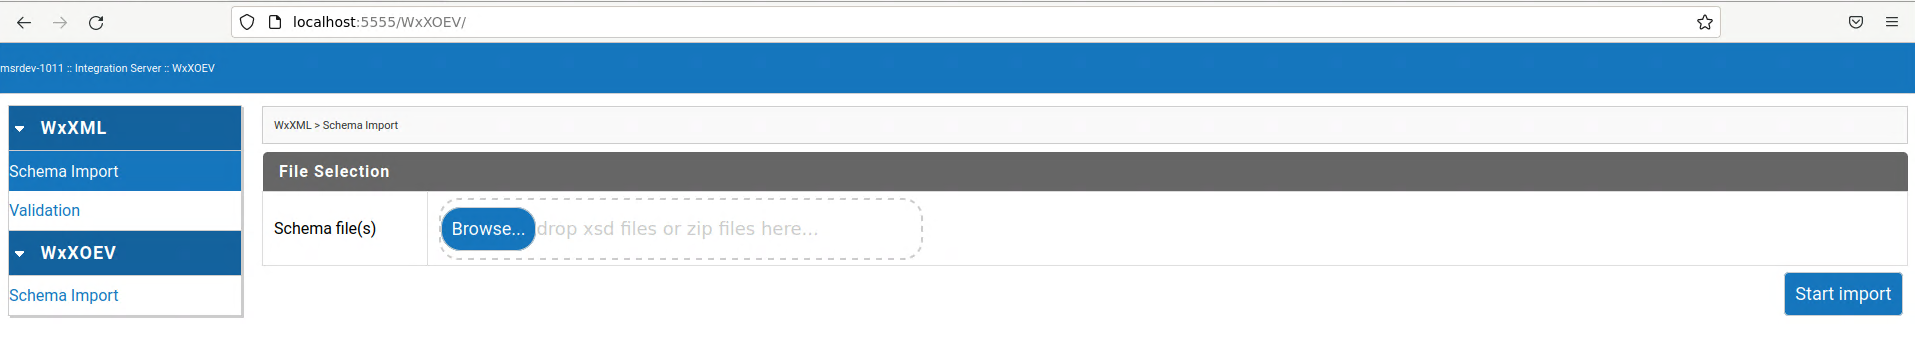 localhost:5555/WxXOEV/
msrdev-1011 :: Integration Server :: WxXOEV
WxXML
Schema Import
Validation
WxXOEV
Schema Import
WxXML > Schema Import
File Selection
Schema file(s)
Browse... drop xsd files or zip files here...
Start import